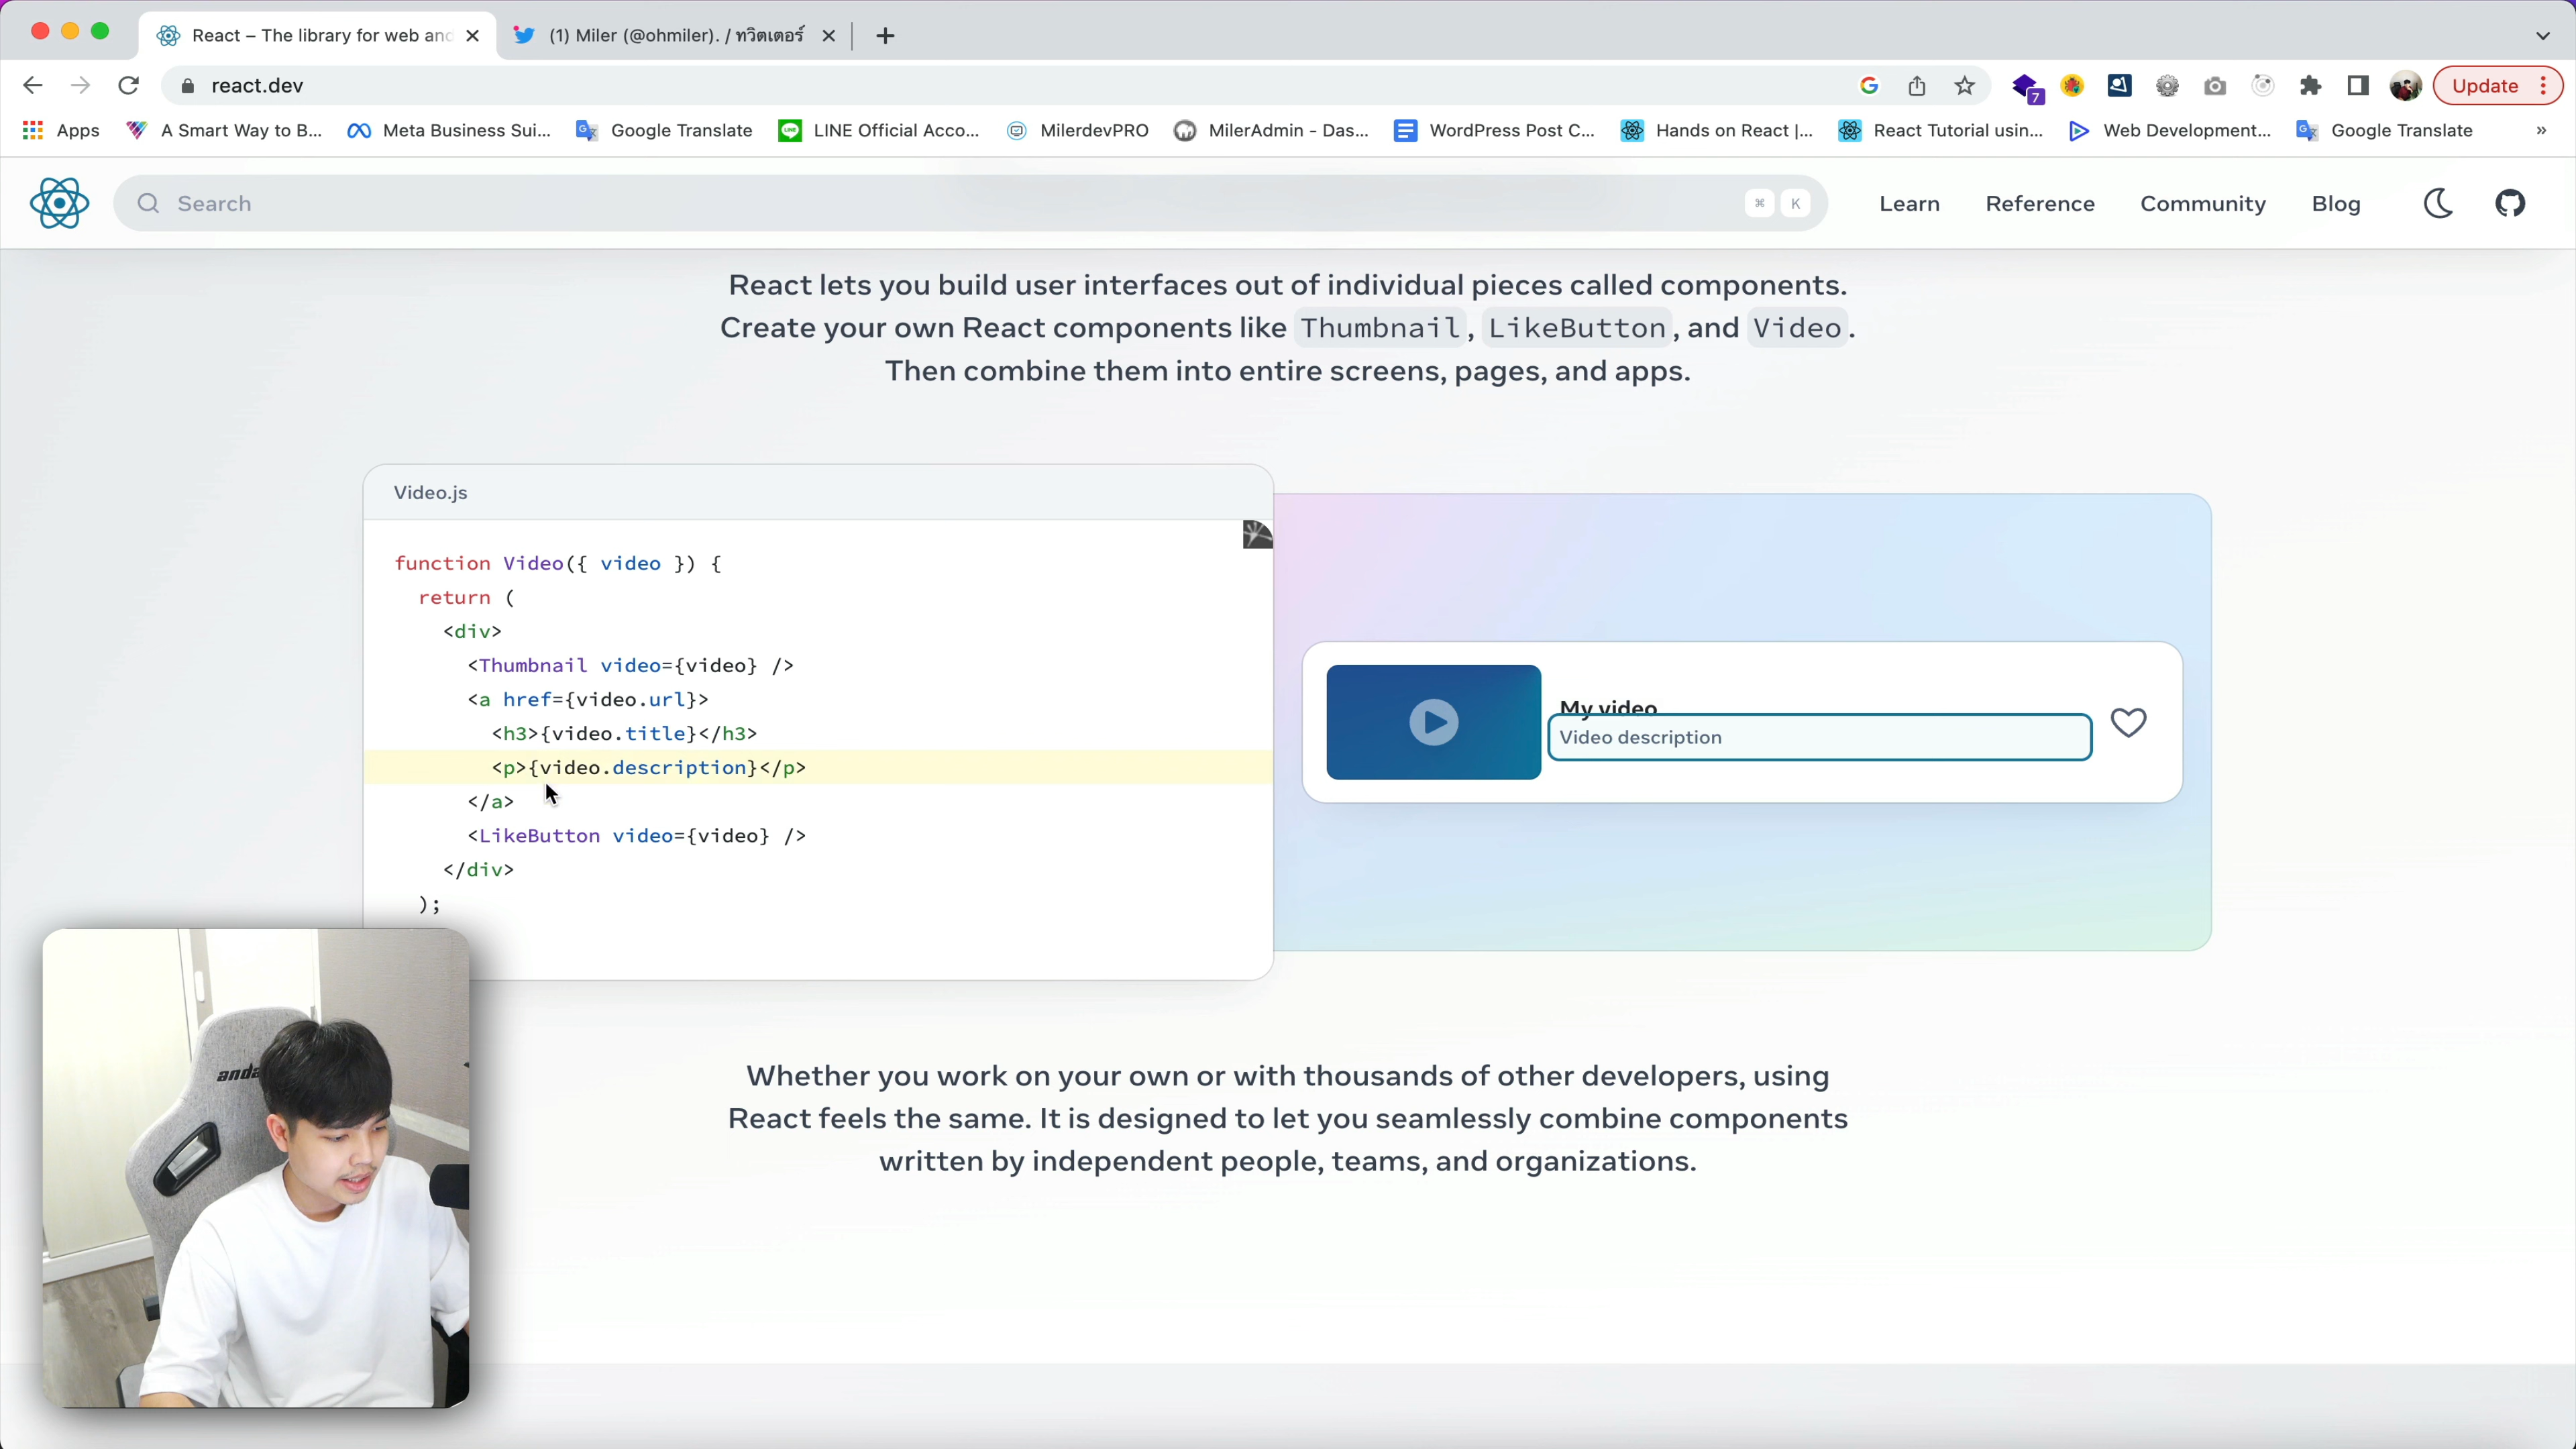 React – The library for web and
(1) Miler (@ohmiler). / ทวิตเตอร์
react.dev
7
Update
Apps
A Smart Way to B...
Meta Business Sui...
Google Translate
LINE Official Acco...
MilerdevPRO
MilerAdmin - Das...
WordPress Post C...
Hands on React |...
React Tutorial usin...
Web Development...
Google Translate
»
Search
⌘ K
Learn
Reference
Community
Blog
React lets you build user interfaces out of individual pieces called components.
Create your own React components like Thumbnail, LikeButton, and Video.
Then combine them into entire screens, pages, and apps.
Video.js
function Video({ video }) {
return (
<div>
<Thumbnail video={video} />
<a href={video.url}>
<h3>{video.title}</h3>
<p>{video.description}</p>
</a>
<LikeButton video={video} />
</div>
);
My video
Video description
anda
Whether you work on your own or with thousands of other developers, using
React feels the same. It is designed to let you seamlessly combine components
written by independent people, teams, and organizations.